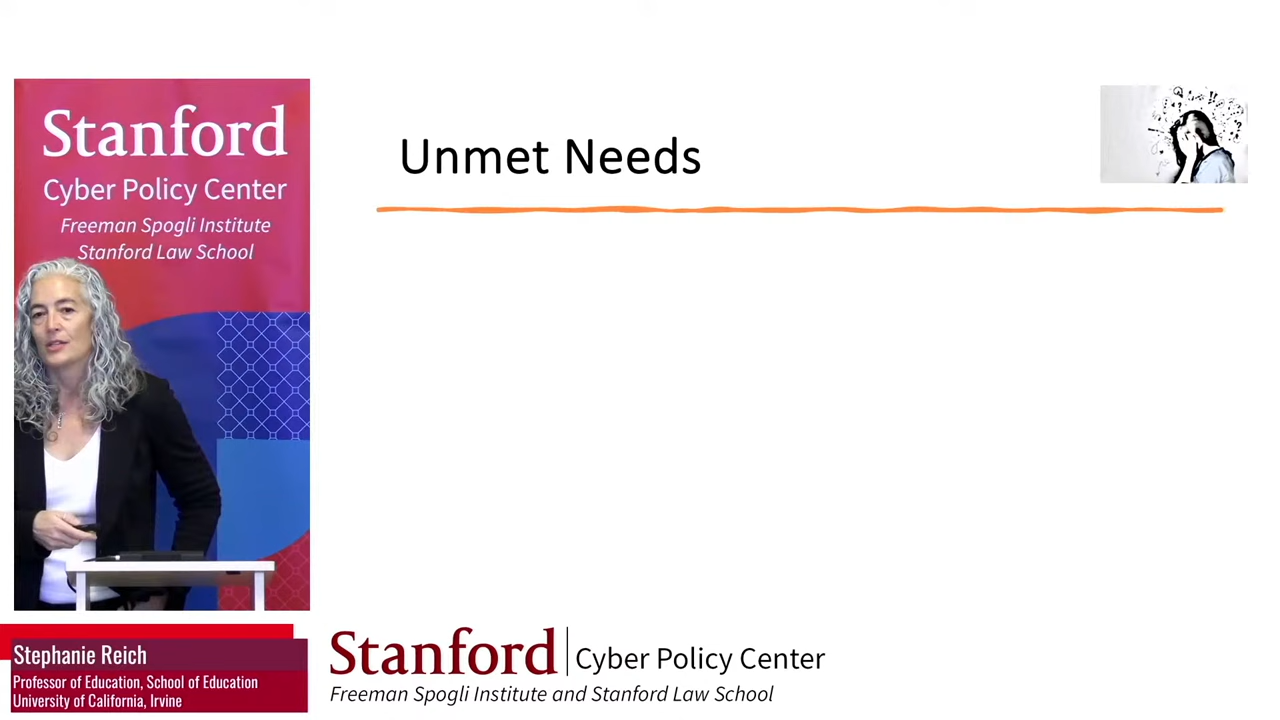 Stanford
Cyber Policy Center
Freeman Spogli Institute
Stanford Law School
Unmet Needs
Stephanie Reich
Professor of Education, School of Education
University of California, Irvine
Stanford | Cyber Policy Center
Freeman Spogli Institute and Stanford Law School